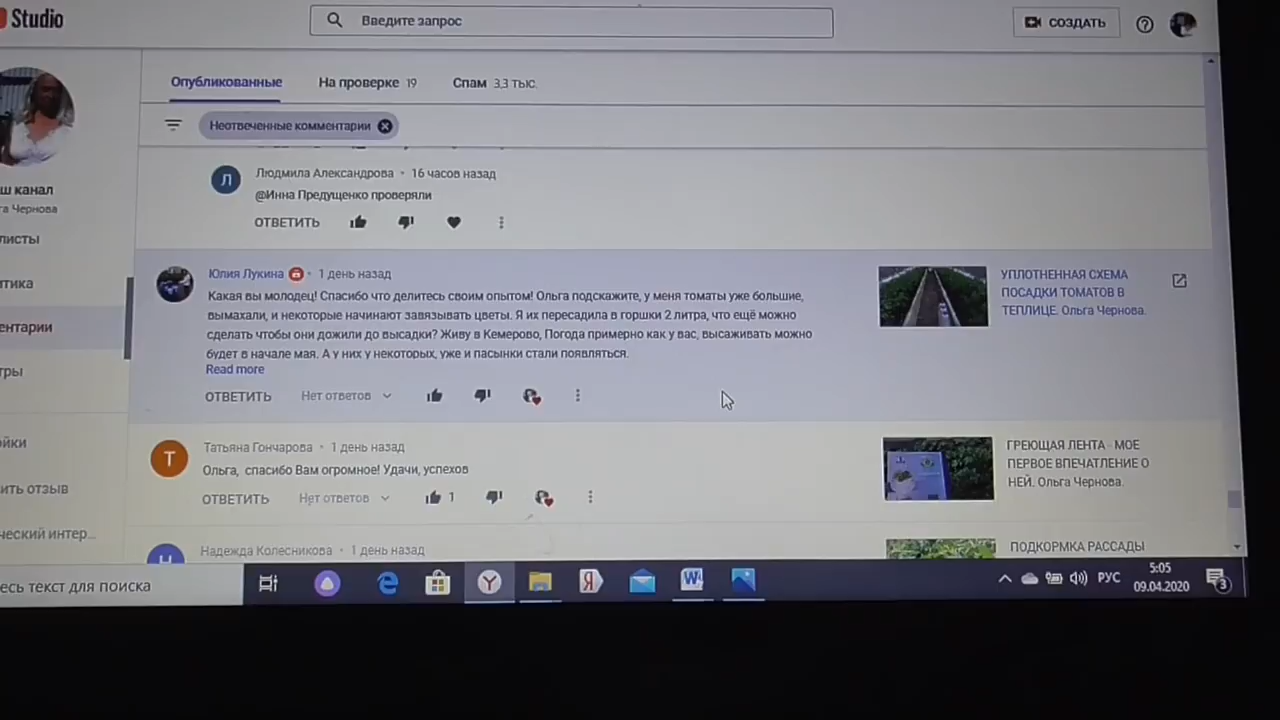 Studio
Введите запрос
СОЗДАТЬ
Опубликованные
На проверке 19
Спам 3,3 тыс.
Неотвеченные комментарии
Л
Людмила Александрова • 16 часов назад
@Инна Предущенко проверяли
ОТВЕТИТЬ
ш канал
га Чернова
листы
тика
ентарии
тры
ойки
ить отзыв
ческий интер...
Юлия Лукина • 1 день назад
Какая вы молодец! Спасибо что делитесь своим опытом! Ольга подскажите, у меня томаты уже большие,
вымахали, и некоторые начинают завязывать цветы. Я их пересадила в горшки 2 литра, что ещё можно
сделать чтобы они дожили до высадки? Живу в Кемерово, Погода примерно как у вас, высаживать можно
будет в начале мая. А у них у некоторых, уже и пасынки стали появляться.
Read more
ОТВЕТИТЬ Нет ответов
УПЛОТНЕННАЯ СХЕМА
ПОСАДКИ ТОМАТОВ В
ТЕПЛИЦЕ. Ольга Чернова.
Т
Татьяна Гончарова • 1 день назад
Ольга, спасибо Вам огромное! Удачи, успехов
ОТВЕТИТЬ Нет ответов 1
ГРЕЮЩАЯ ЛЕНТА - МОЕ
ПЕРВОЕ ВПЕЧАТЛЕНИЕ О
НЕЙ. Ольга Чернова.
Н
Надежда Колесникова • 1 день назад
ПОДКОРМКА РАССАДЫ
есь текст для поиска
Y
Я
W
РУС
5:05
09.04.2020
3